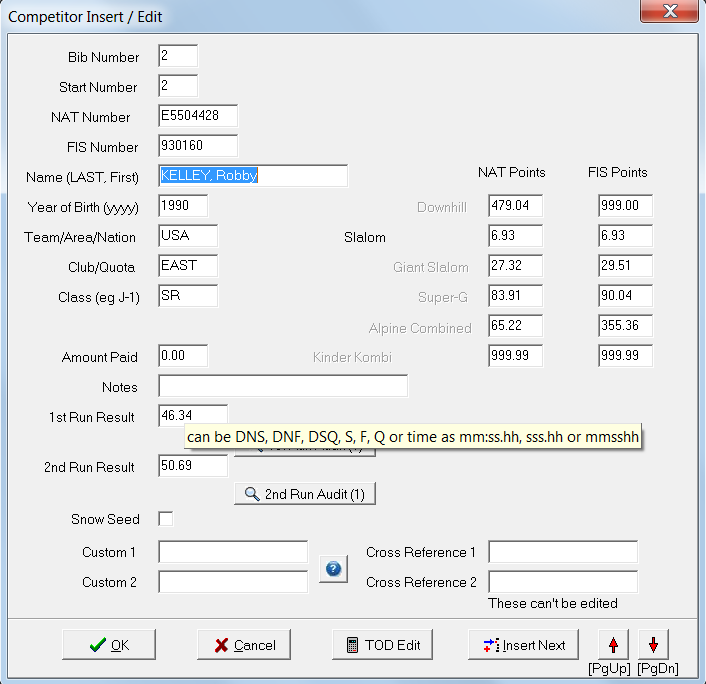 Competitor Insert / Edit
Bib Number 2
Start Number 2
NAT Number E5504428
FIS Number 930160
Name (LAST, First) KELLEY, Robby NAT Points FIS Points
Year of Birth (yyyy) 1990 Downhill 479.04 999.00
Team/Area/Nation USA Slalom 6.93 6.93
Club/Quota EAST Giant Slalom 27.32 29.51
Class (eg J-1) SR Super-G 83.91 90.04
Alpine Combined 65.22 355.36
Amount Paid 0.00 Kinder Kombi 999.99 999.99
Notes
1st Run Result 46.34
can be DNS, DNF, DSQ, S, F, Q or time as mm:ss.hh, sss.hh or mmsshh
2nd Run Result 50.69
2nd Run Audit (1)
Snow Seed
Custom 1 Cross Reference 1
Custom 2 ? Cross Reference 2
These can't be edited
OK Cancel TOD Edit Insert Next
[PgUp] [PgDn]